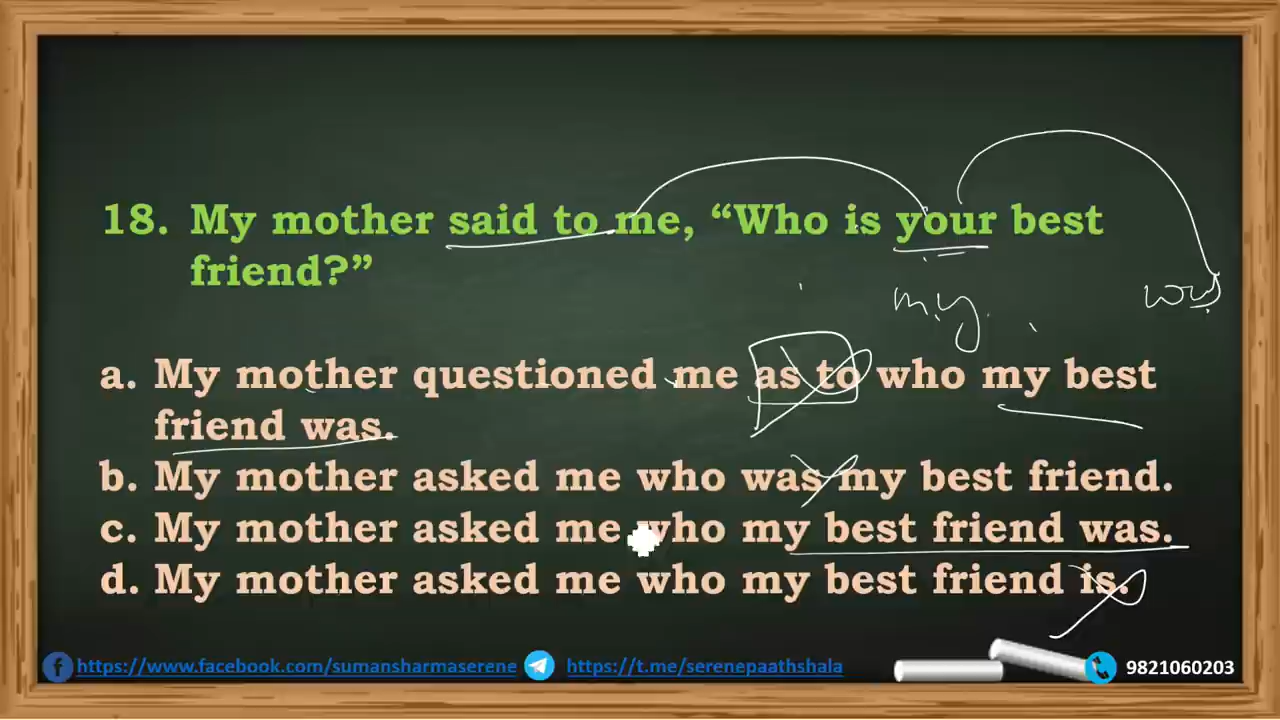 18. My mother said to me, “Who is your best
friend?”
my
was
a. My mother questioned me as to who my best
friend was.
b. My mother asked me who was my best friend.
c. My mother asked me who my best friend was.
d. My mother asked me who my best friend is.
https://www.facebook.com/sumansharmaserene https://t.me/serenepaathshala 9821060203